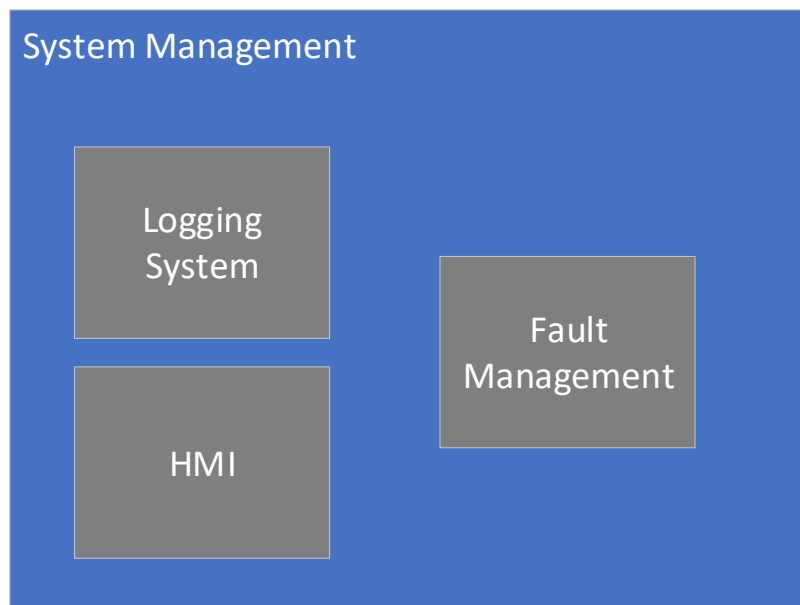 System Management
Logging
System
HMI
Fault
Management